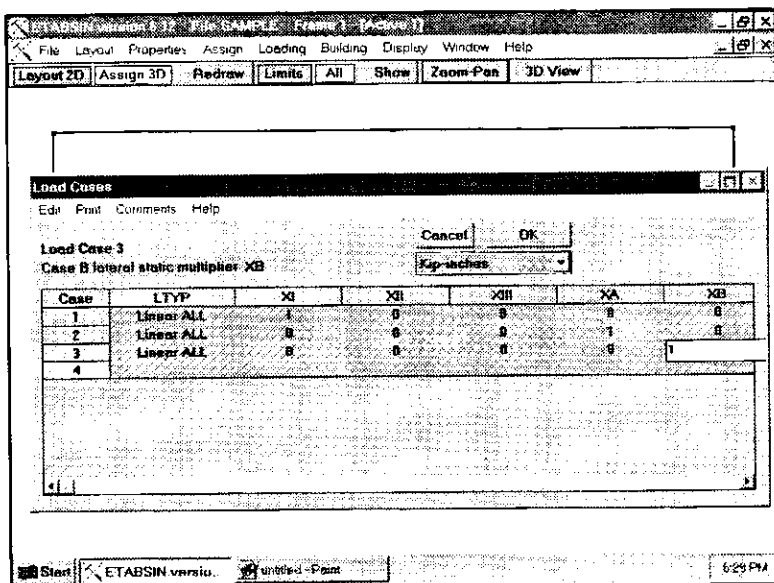 ETABSIN version 6.12 File SAMPLE Frame 1 [Active 1]
File Layout Properties Assign Loading Building Display Window Help
Layout 2D Assign 3D Redraw Limits All Show Zoom-Pan 3D View
Load Cases
Edit Print Comments Help
Cancel OK
Load Case 3
Case B lateral static multiplier XB
Kip-inches
Case LTYP XI XII XIII XA XB
1 Linear ALL 1 0 0 0 0
2 Linear ALL 0 0 0 1 0
3 Linear ALL 0 0 0 0 1
4
Start ETABSIN versio.. untitled - Paint 6:29 PM